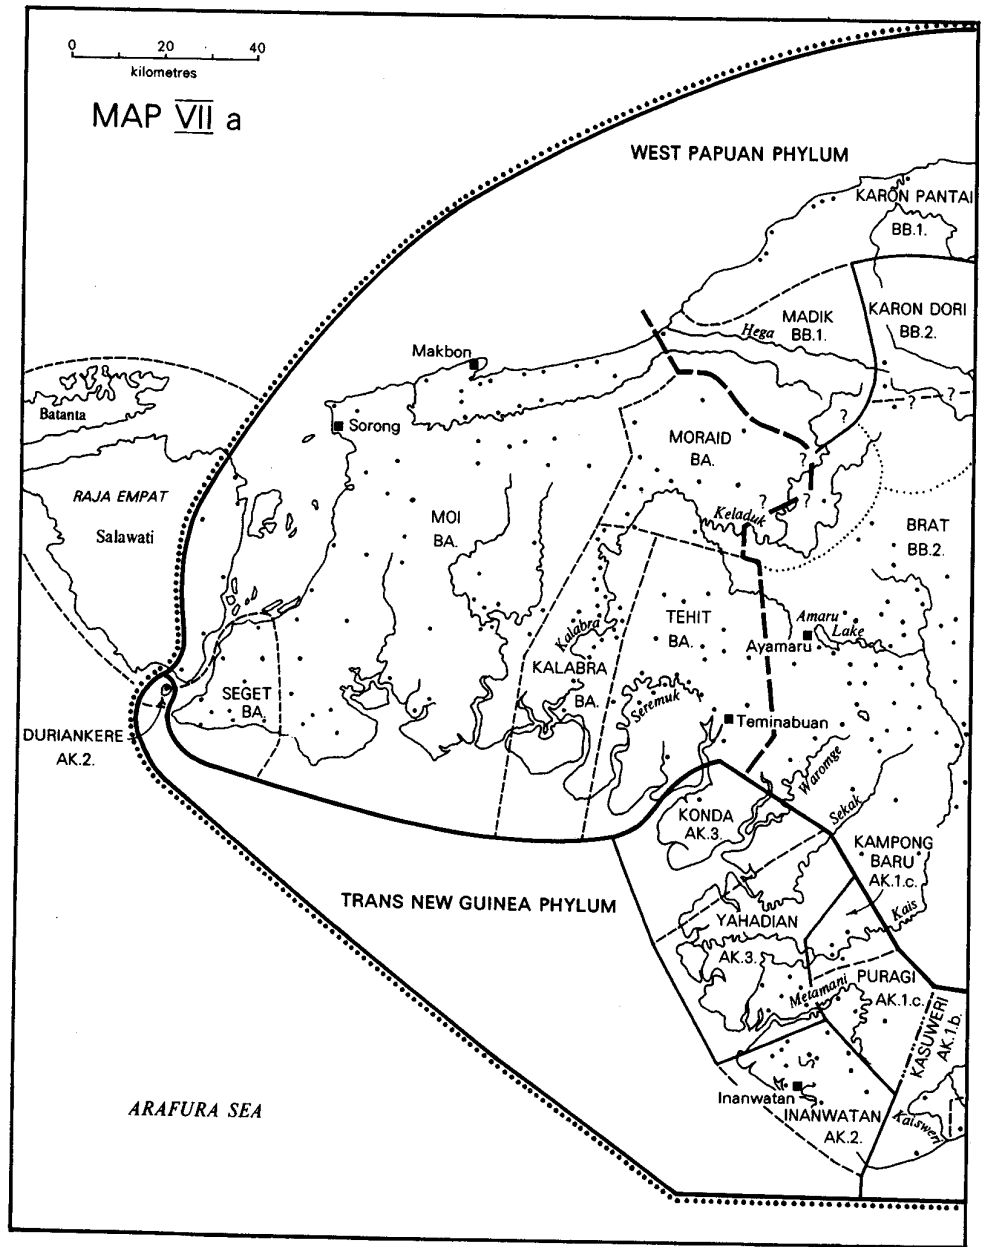 0 20 40
kilometres
MAP VII a
WEST PAPUAN PHYLUM
KARON PANTAI
BB.1.
MADIK
BB.1.
KARON DORI
BB.2.
Hega
Makbon
Batanta
Sorong
MORAID
BA.
?
?
?
?
?
?
RAJA EMPAT
Salawati
MOI
BA.
Keladuk
BRAT
BB.2.
TEHIT
BA.
Amaru
Lake
Ayamaru
Kalabra
KALABRA
BA.
SEGET
BA.
Seremuk
Teminabuan
DURIANKERE
AK.2.
Waromge
KONDA
AK.3.
Sekak
KAMPONG
BARU
AK.1.c.
TRANS NEW GUINEA PHYLUM
YAHADIAN
AK.3.
Kais
Metamani
PURAGI
AK.1.c.
KASUWERI
AK.1.b.
Inanwatan
INANWATAN
AK.2.
Kaisweri
ARAFURA SEA